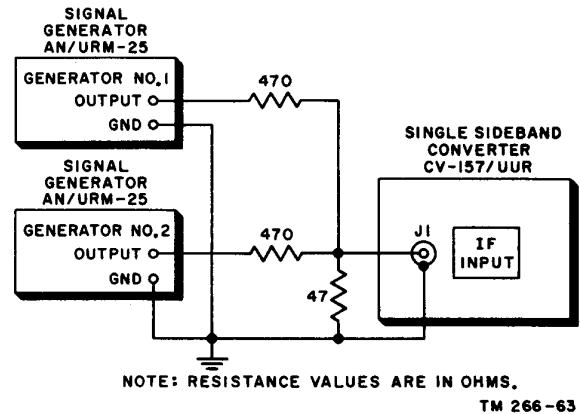 SIGNAL
GENERATOR
AN/URM-25
GENERATOR NO.1
OUTPUT
GND
470
SIGNAL
GENERATOR
AN/URM-25
GENERATOR NO.2
OUTPUT
GND
470
47
SINGLE SIDEBAND
CONVERTER
CV-157/UUR
J1
IF
INPUT
NOTE: RESISTANCE VALUES ARE IN OHMS.
TM 266-63